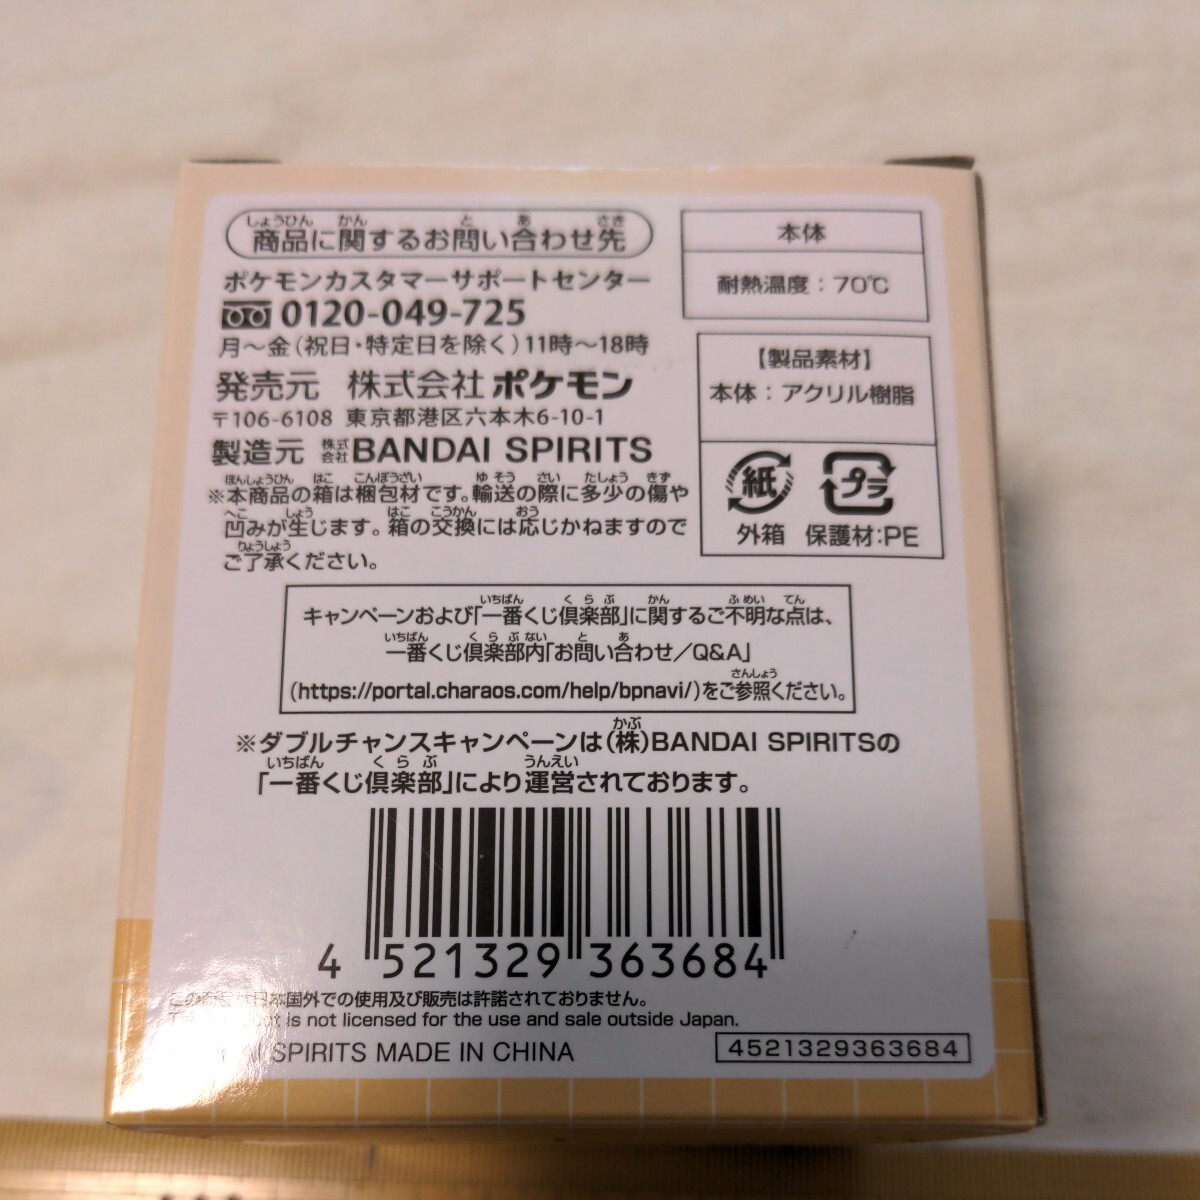 しょうひん かん と あ さき
商品に関するお問い合わせ先
ポケモンカスタマーサポートセンター
0120-049-725
月～金(祝日・特定日を除く)11時～18時
発売元 株式会社ポケモン
〒106-6108 東京都港区六本木6-10-1
製造元 株式会社BANDAI SPIRITS
ほんしょうひん はこ こんぽうざい ゆそう さい たしょう きず
※本商品の箱は梱包材です。輸送の際に多少の傷や
へこ しょう はこ こうかん おう
凹みが生じます。箱の交換には応じかねますので
りょうしょう
ご了承ください。
本体
耐熱温度：70℃
【製品素材】
本体：アクリル樹脂
紙 プラ
外箱 保護材:PE
いちばん くらぶ かん ふめい てん
キャンペーンおよび「一番くじ倶楽部」に関するご不明な点は、
いちばん くらぶない と あ
一番くじ倶楽部内「お問い合わせ／Q&A」
さんしょう
(https://portal.charaos.com/help/bpnavi/)をご参照ください。
かぶ
※ダブルチャンスキャンペーンは(株)BANDAI SPIRITSの
いちばん くらぶ うんえい
「一番くじ倶楽部」により運営されております。
4 521329 363684
この は日本国外での使用及び販売は許諾されておりません。
is not licensed for the use and sale outside Japan.
SPIRITS MADE IN CHINA
4521329363684